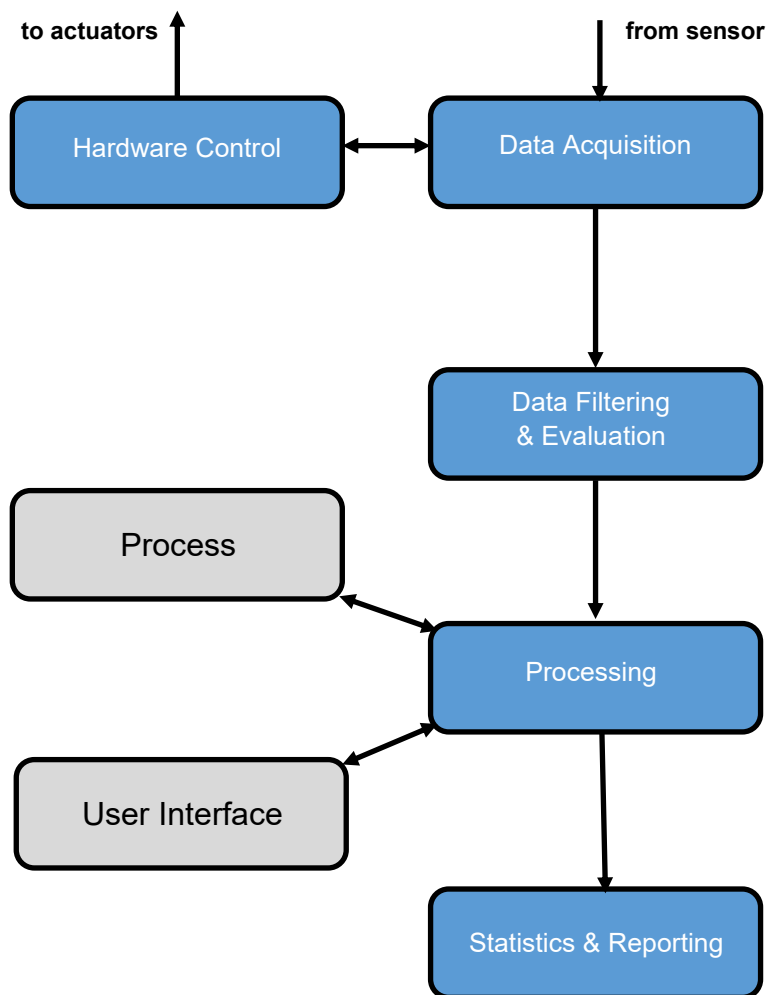 to actuators
from sensor
Hardware Control
Data Acquisition
Data Filtering
& Evaluation
Process
Processing
User Interface
Statistics & Reporting